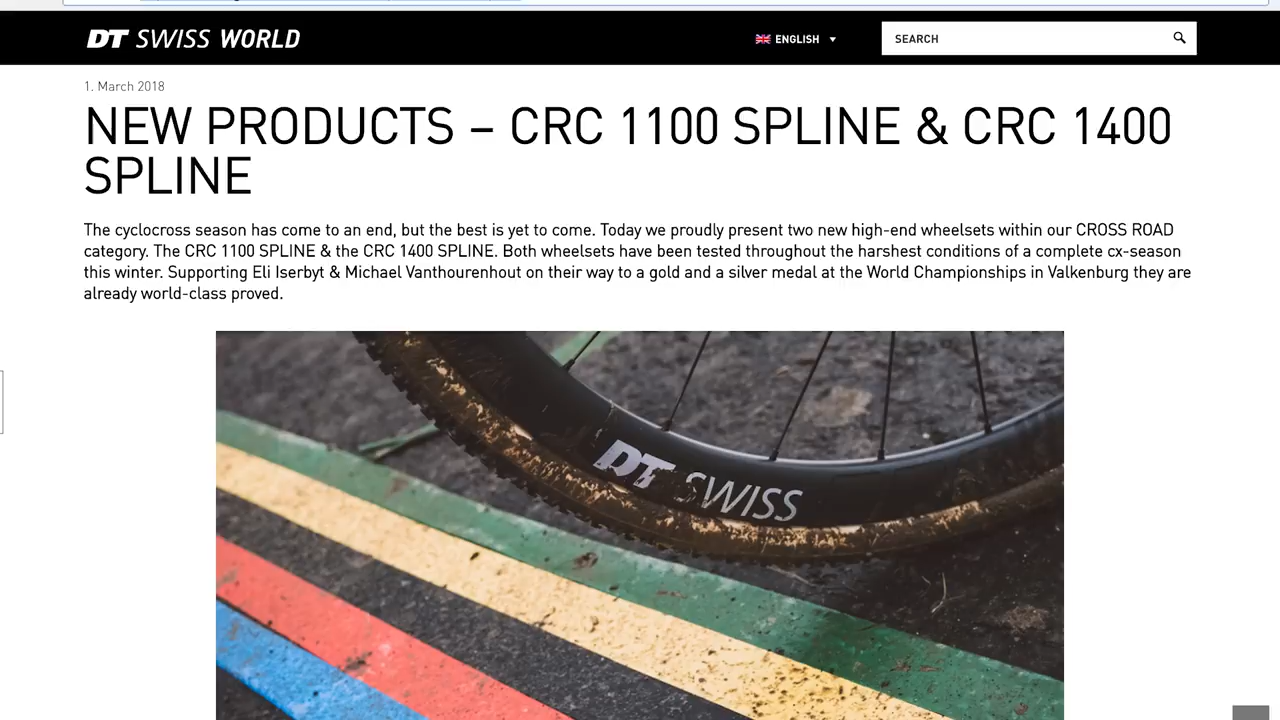 DT SWISS WORLD
ENGLISH
SEARCH
1. March 2018
NEW PRODUCTS – CRC 1100 SPLINE & CRC 1400
SPLINE
The cyclocross season has come to an end, but the best is yet to come. Today we proudly present two new high-end wheelsets within our CROSS ROAD
category. The CRC 1100 SPLINE & the CRC 1400 SPLINE. Both wheelsets have been tested throughout the harshest conditions of a complete cx-season
this winter. Supporting Eli Iserbyt & Michael Vanthourenhout on their way to a gold and a silver medal at the World Championships in Valkenburg they are
already world-class proved.
DT SWISS